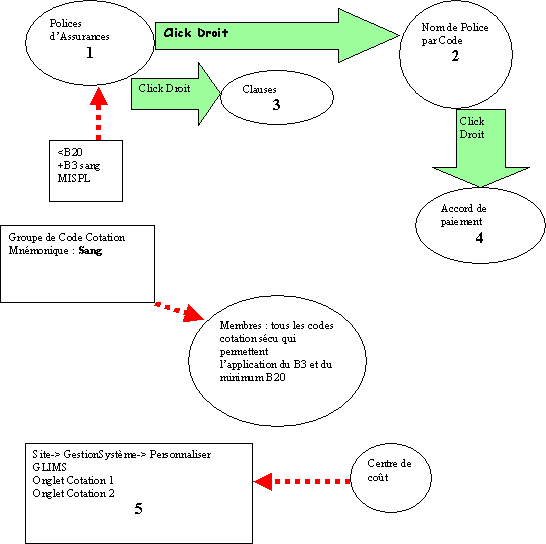 Polices
d'Assurances
1
Click Droit
Nom de Police
par Code
2
Click Droit
Clauses
3
Click
Droit
<B20
+B3 sang
MISPL
Accord de
paiement
4
Groupe de Code Cotation
Mnémonique : Sang
Membres : tous les codes
cotation sécu qui
permettent
l'application du B3 et du
minimum B20
Site-> GestionSystème-> Personnaliser
GLIMS
Onglet Cotation 1
Onglet Cotation 2
5
Centre de
coût